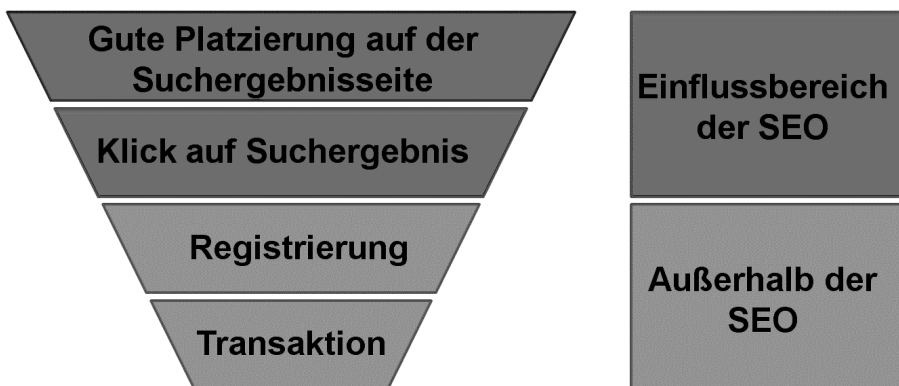 Gute Platzierung auf der
Suchergebnisseite
Klick auf Suchergebnis
Registrierung
Transaktion
Einflussbereich
der SEO
Außerhalb der
SEO